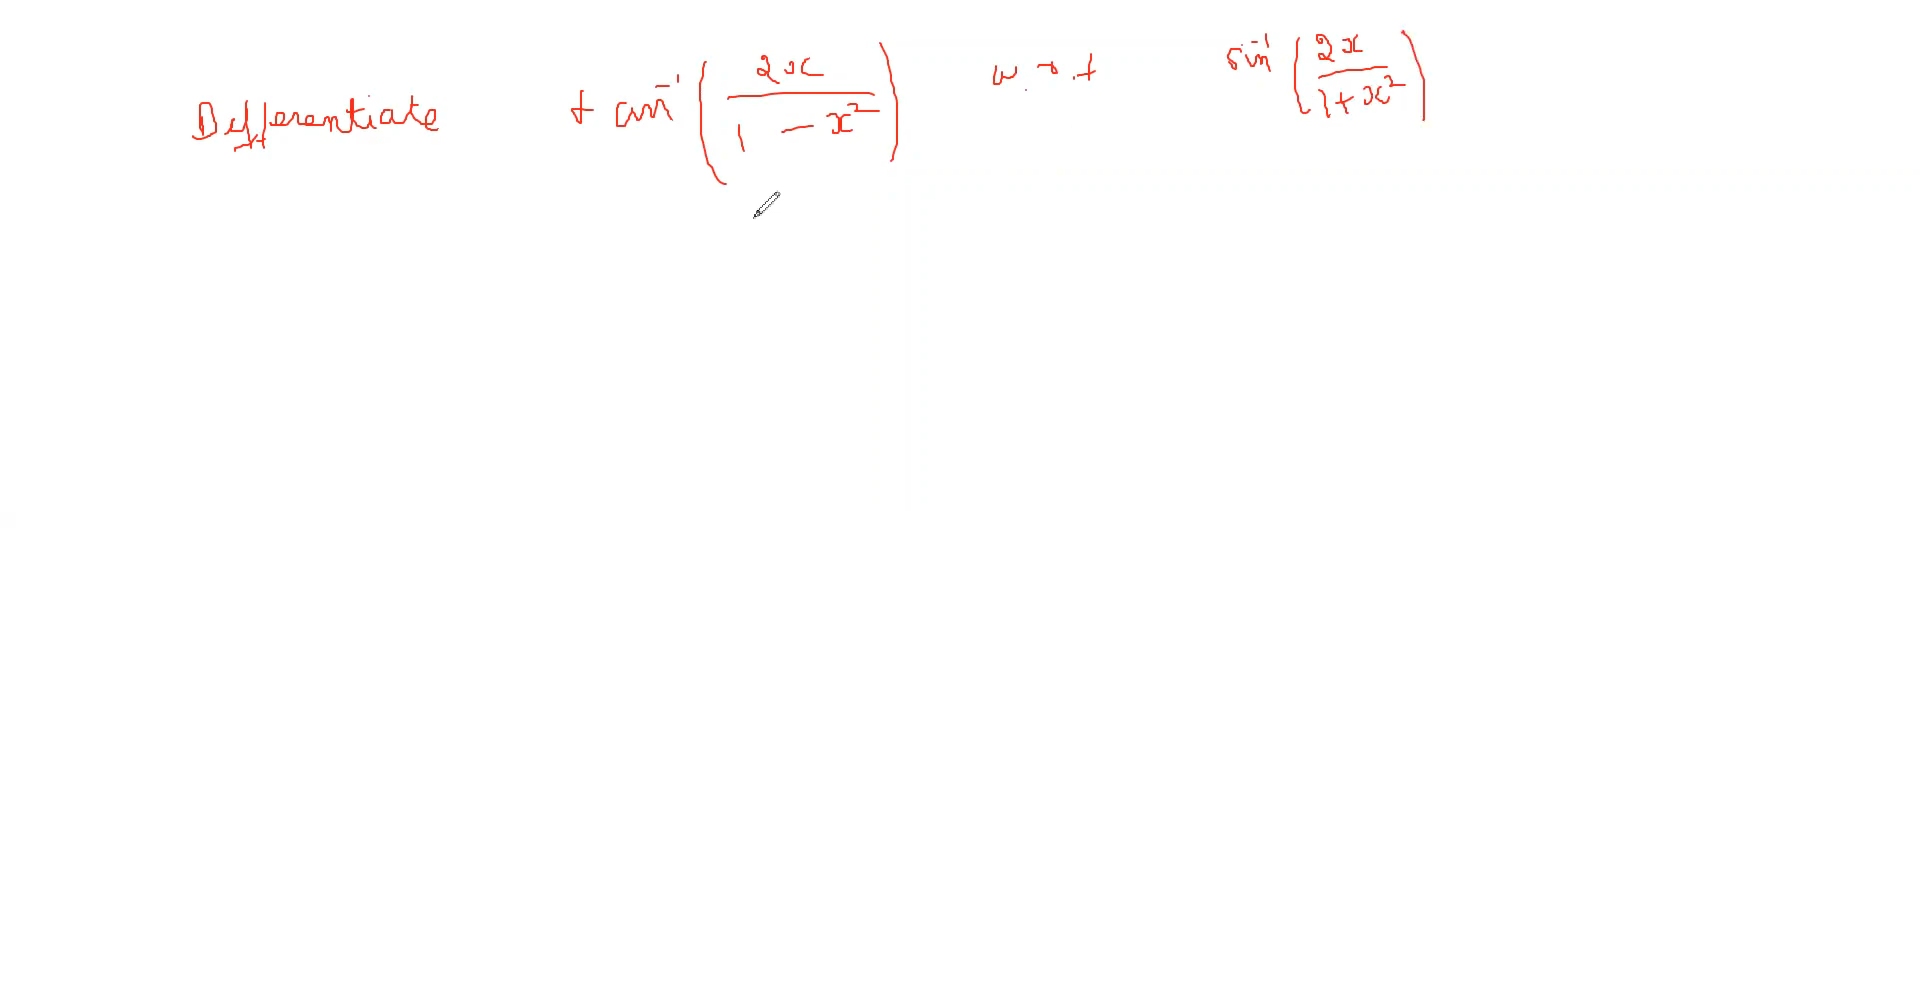 Differentiate tan⁻¹(2x/(1 - x²)) w.r.t sin⁻¹(2x/(1+x²))